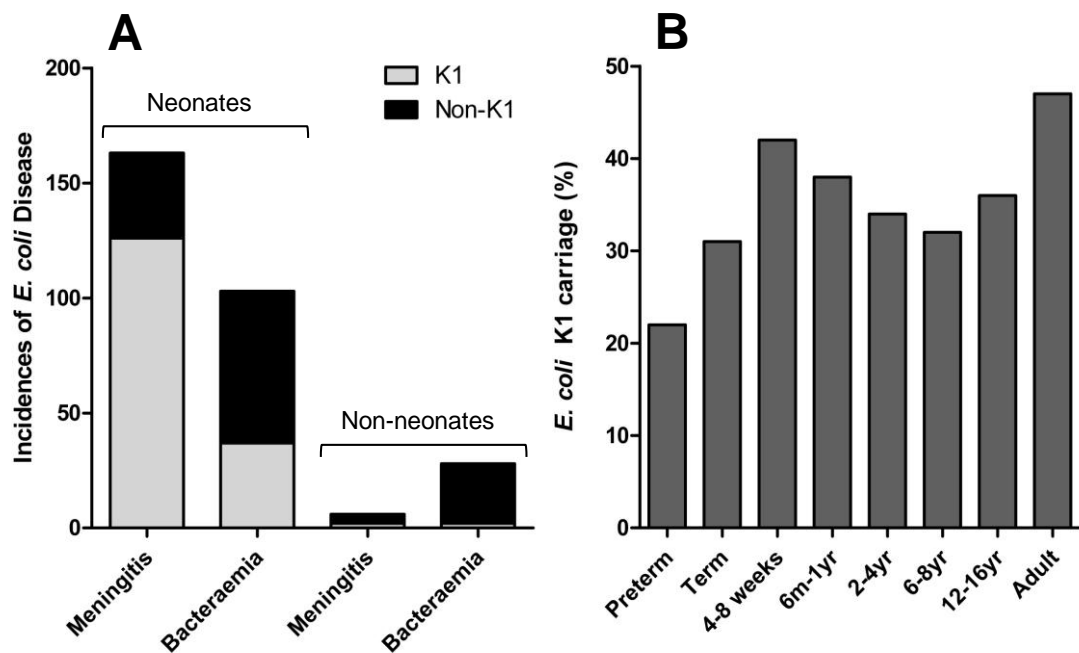 A
Incidences of E. coli Disease
200
150
100
50
0
K1
Non-K1
Neonates
Non-neonates
Meningitis
Bacteraemia
Meningitis
Bacteraemia
B
E. coli K1 carriage (%)
50
40
30
20
10
0
Preterm
Term
4-8 weeks
6m-1yr
2-4yr
6-8yr
12-16yr
Adult